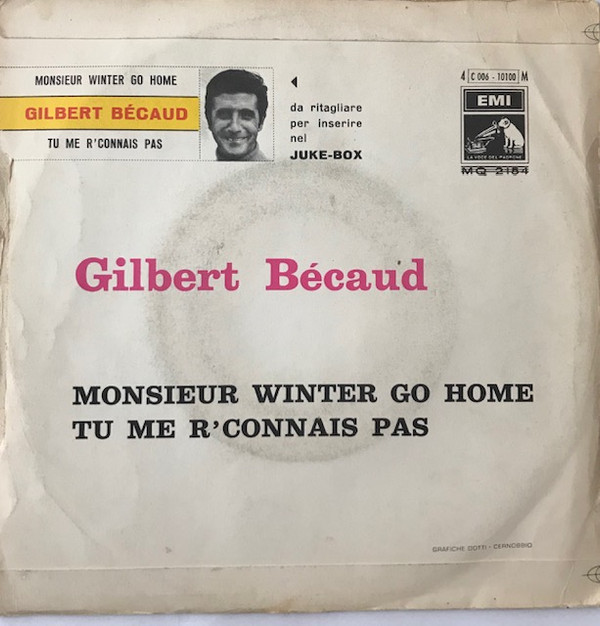 MONSIEUR WINTER GO HOME
GILBERT BÉCAUD
TU ME R'CONNAIS PAS
da ritagliare
per inserire
nel
JUKE-BOX
4 C 006 - 10100 M
EMI
LA VOCE DEL PADRONE
MQ 2184
Gilbert Bécaud
MONSIEUR WINTER GO HOME
TU ME R'CONNAIS PAS
GRAFICHE DOTTI - CERNOBBIO